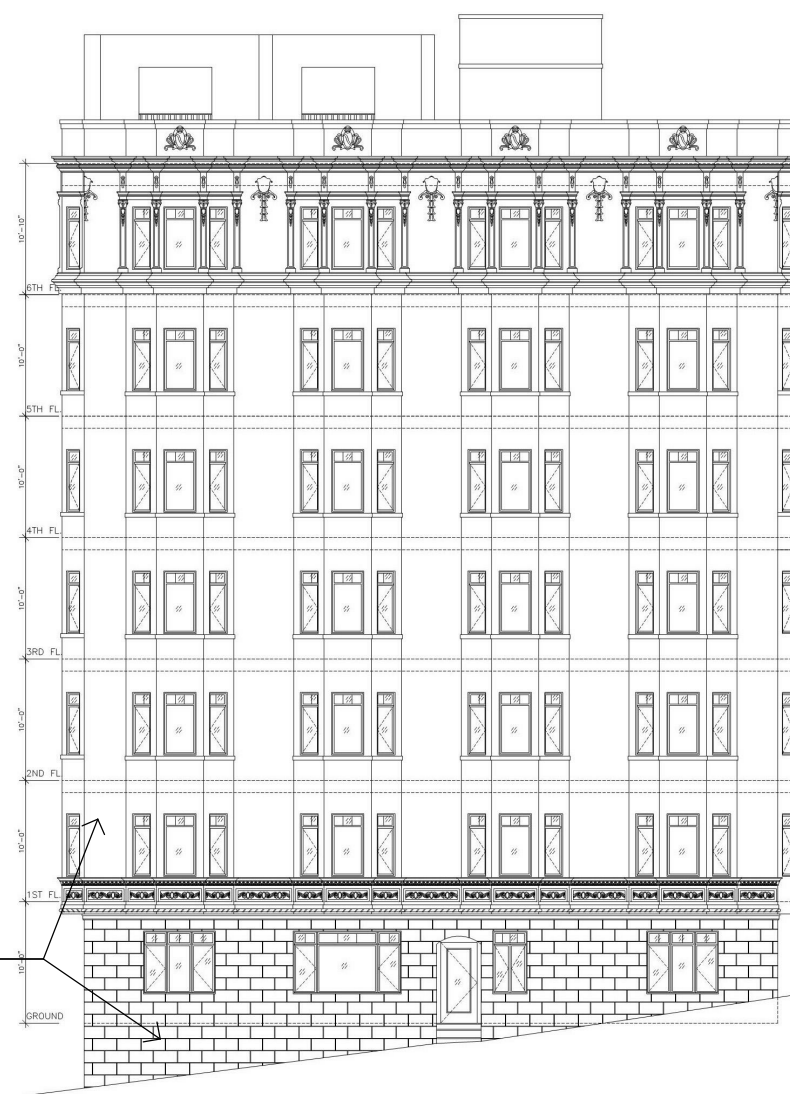 10'-10"
6TH FL.
10'-0"
5TH FL.
10'-0"
4TH FL.
10'-0"
3RD FL.
10'-0"
2ND FL.
10'-0"
1ST FL.
10'-0"
GROUND